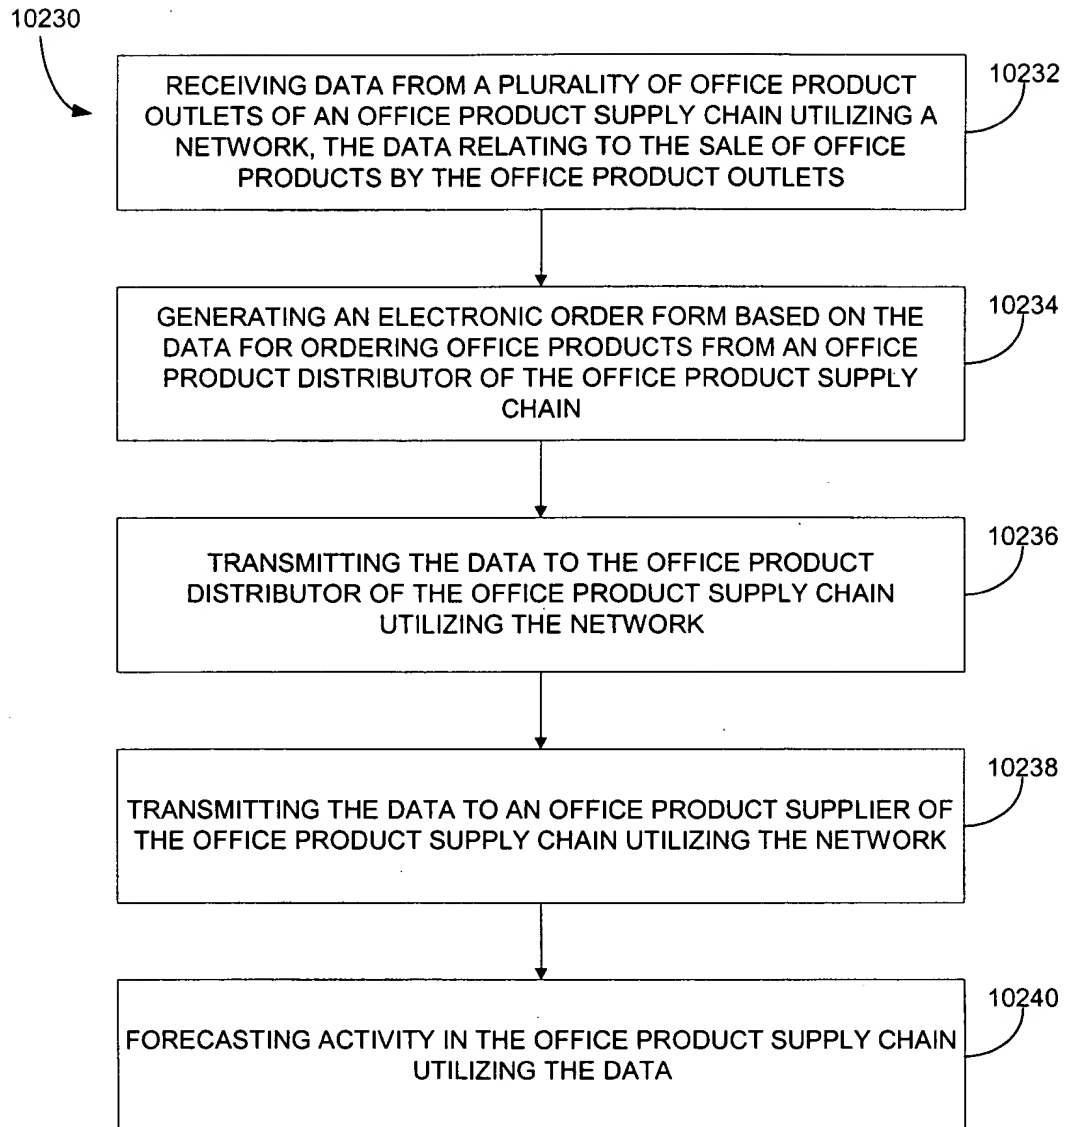 10230
10232
RECEIVING DATA FROM A PLURALITY OF OFFICE PRODUCT
OUTLETS OF AN OFFICE PRODUCT SUPPLY CHAIN UTILIZING A
NETWORK, THE DATA RELATING TO THE SALE OF OFFICE
PRODUCTS BY THE OFFICE PRODUCT OUTLETS
10234
GENERATING AN ELECTRONIC ORDER FORM BASED ON THE
DATA FOR ORDERING OFFICE PRODUCTS FROM AN OFFICE
PRODUCT DISTRIBUTOR OF THE OFFICE PRODUCT SUPPLY
CHAIN
10236
TRANSMITTING THE DATA TO THE OFFICE PRODUCT
DISTRIBUTOR OF THE OFFICE PRODUCT SUPPLY CHAIN
UTILIZING THE NETWORK
10238
TRANSMITTING THE DATA TO AN OFFICE PRODUCT SUPPLIER OF
THE OFFICE PRODUCT SUPPLY CHAIN UTILIZING THE NETWORK
10240
FORECASTING ACTIVITY IN THE OFFICE PRODUCT SUPPLY CHAIN
UTILIZING THE DATA